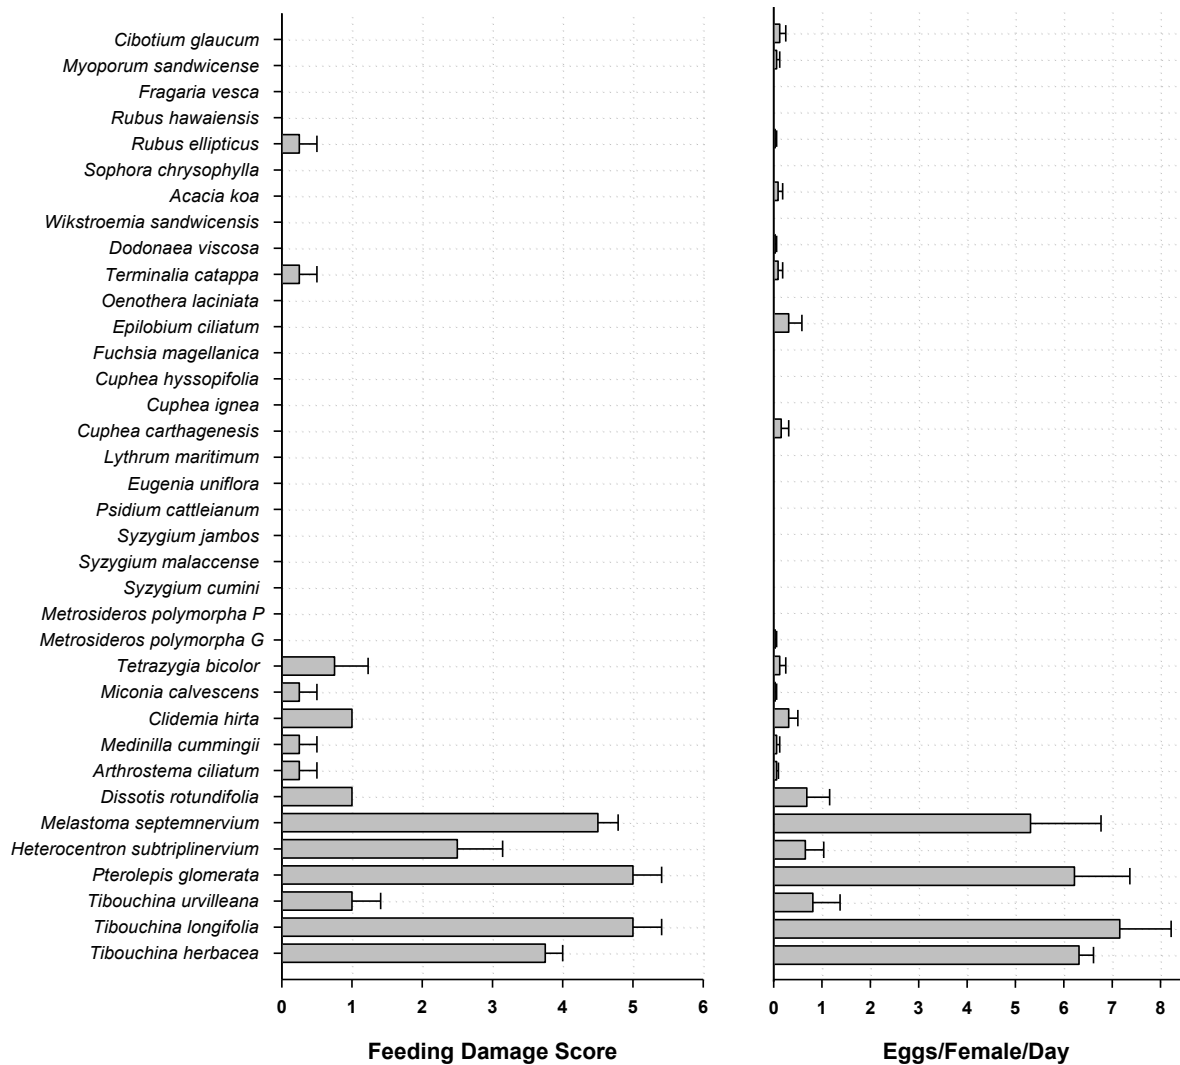 Cibotium glaucum
Myoporum sandwicense
Fragaria vesca
Rubus hawaiensis
Rubus ellipticus
Sophora chrysophylla
Acacia koa
Wikstroemia sandwicensis
Dodonaea viscosa
Terminalia catappa
Oenothera laciniata
Epilobium ciliatum
Fuchsia magellanica
Cuphea hyssopifolia
Cuphea ignea
Cuphea carthagenesis
Lythrum maritimum
Eugenia uniflora
Psidium cattleianum
Syzygium jambos
Syzygium malaccense
Syzygium cumini
Metrosideros polymorpha P
Metrosideros polymorpha G
Tetrazygia bicolor
Miconia calvescens
Clidemia hirta
Medinilla cummingii
Arthrostema ciliatum
Dissotis rotundifolia
Melastoma septemnervium
Heterocentron subtriplinervium
Pterolepis glomerata
Tibouchina urvilleana
Tibouchina longifolia
Tibouchina herbacea
0 1 2 3 4 5 6
Feeding Damage Score
0 1 2 3 4 5 6 7 8
Eggs/Female/Day